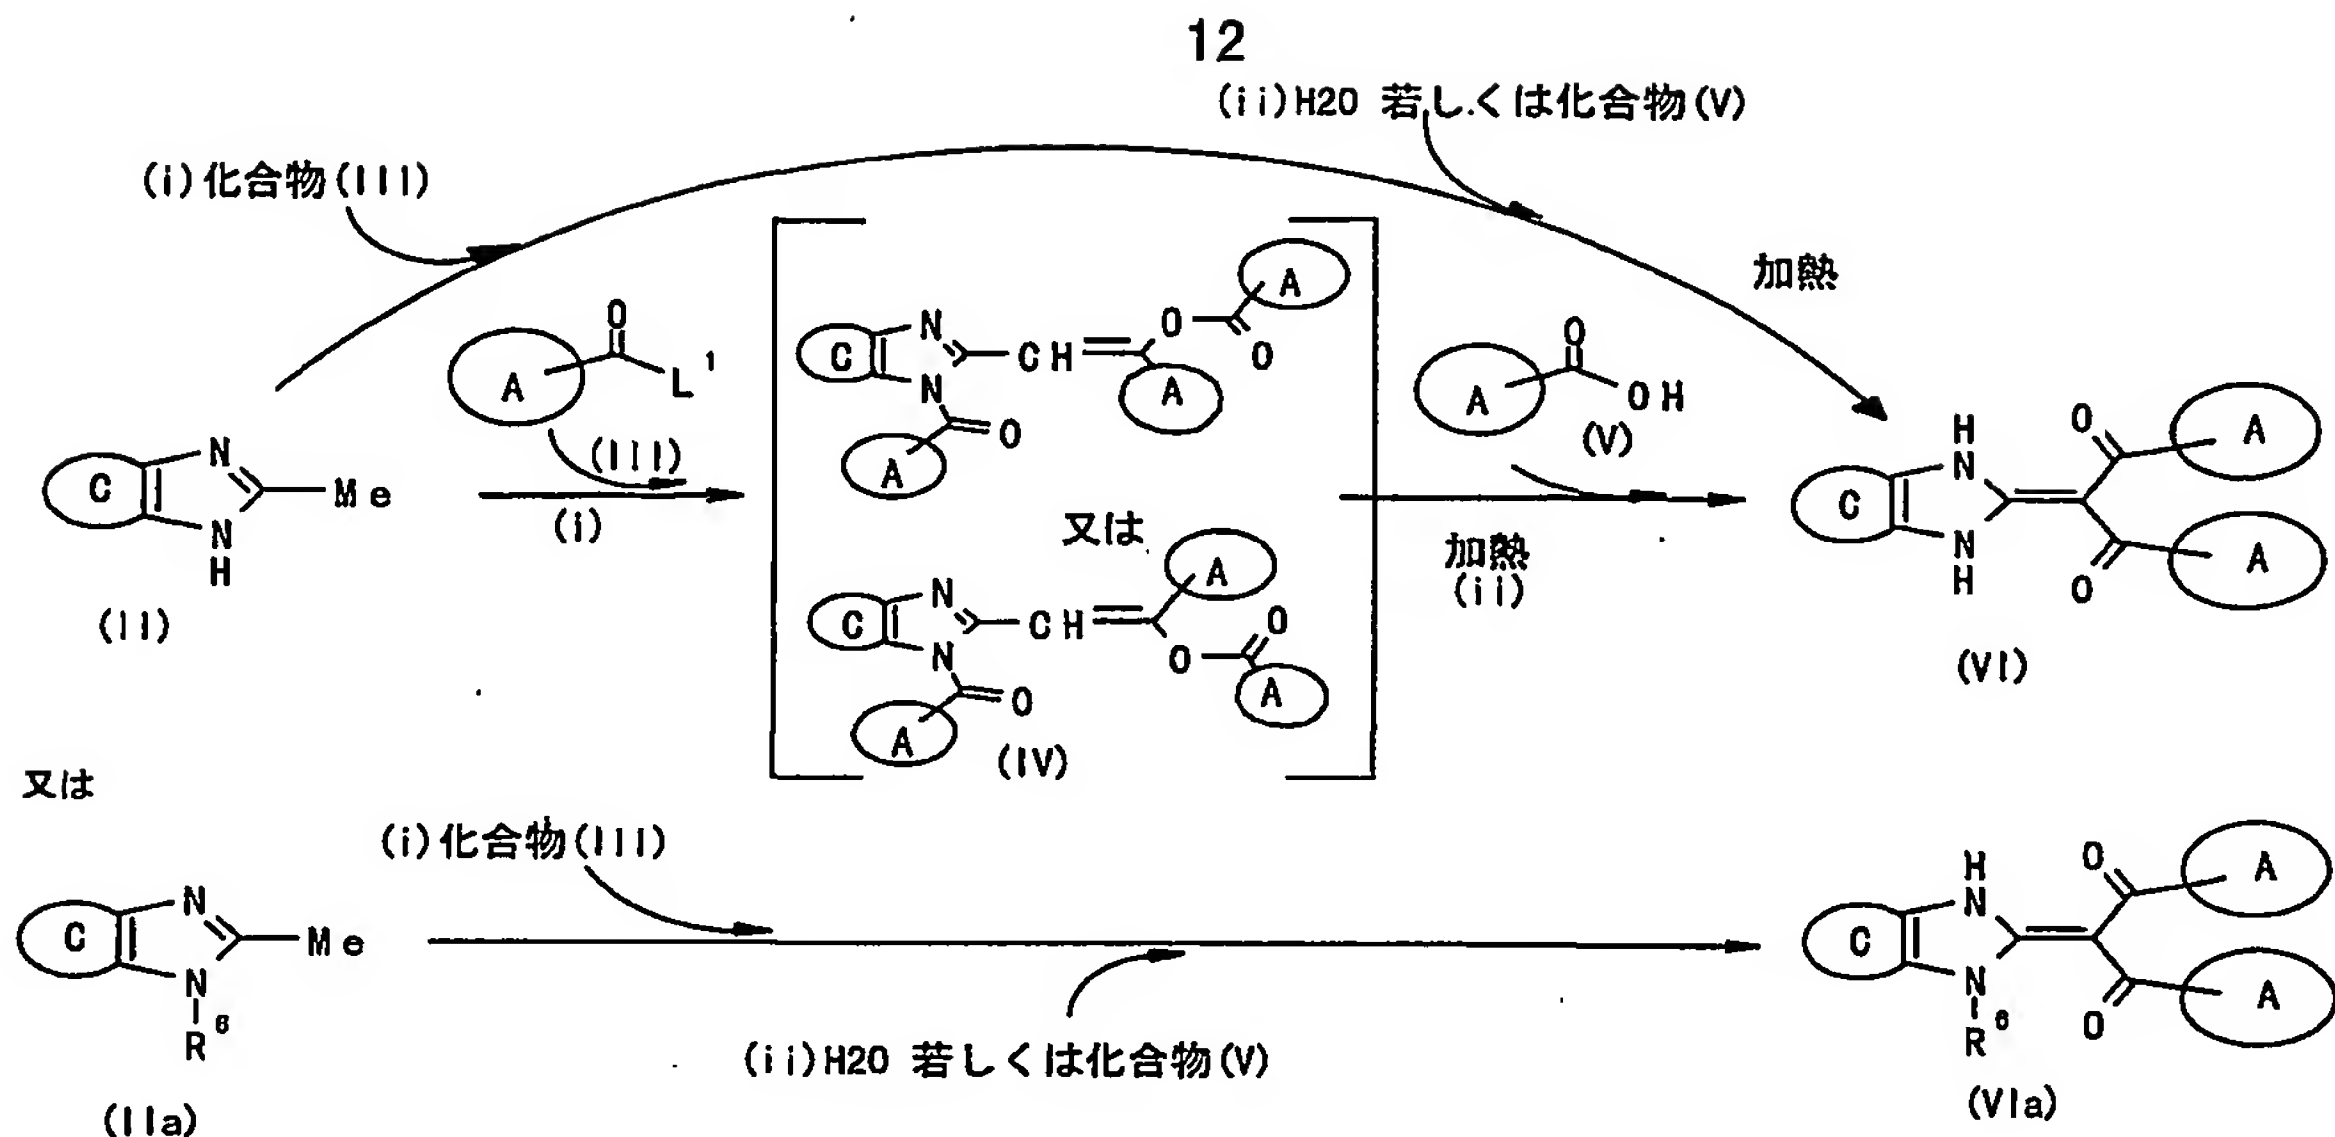 12
(ii)H2O 若しくは化合物(V)
(i)化合物(III)
加熱
A
O
L¹
(III)
(i)
C
N
N
H
Me
(II)
C
N
N
CH
O
O
A
A
A
O
又は
C
N
N
CH
A
O
O
A
A
O
(IV)
A
O
OH
(V)
加熱
(ii)
C
H
N
N
H
O
O
A
A
(VI)
又は
(i)化合物(III)
C
N
N
R⁶
Me
(IIa)
(ii)H2O 若しくは化合物(V)
C
H
N
N
R⁶
O
O
A
A
(VIa)